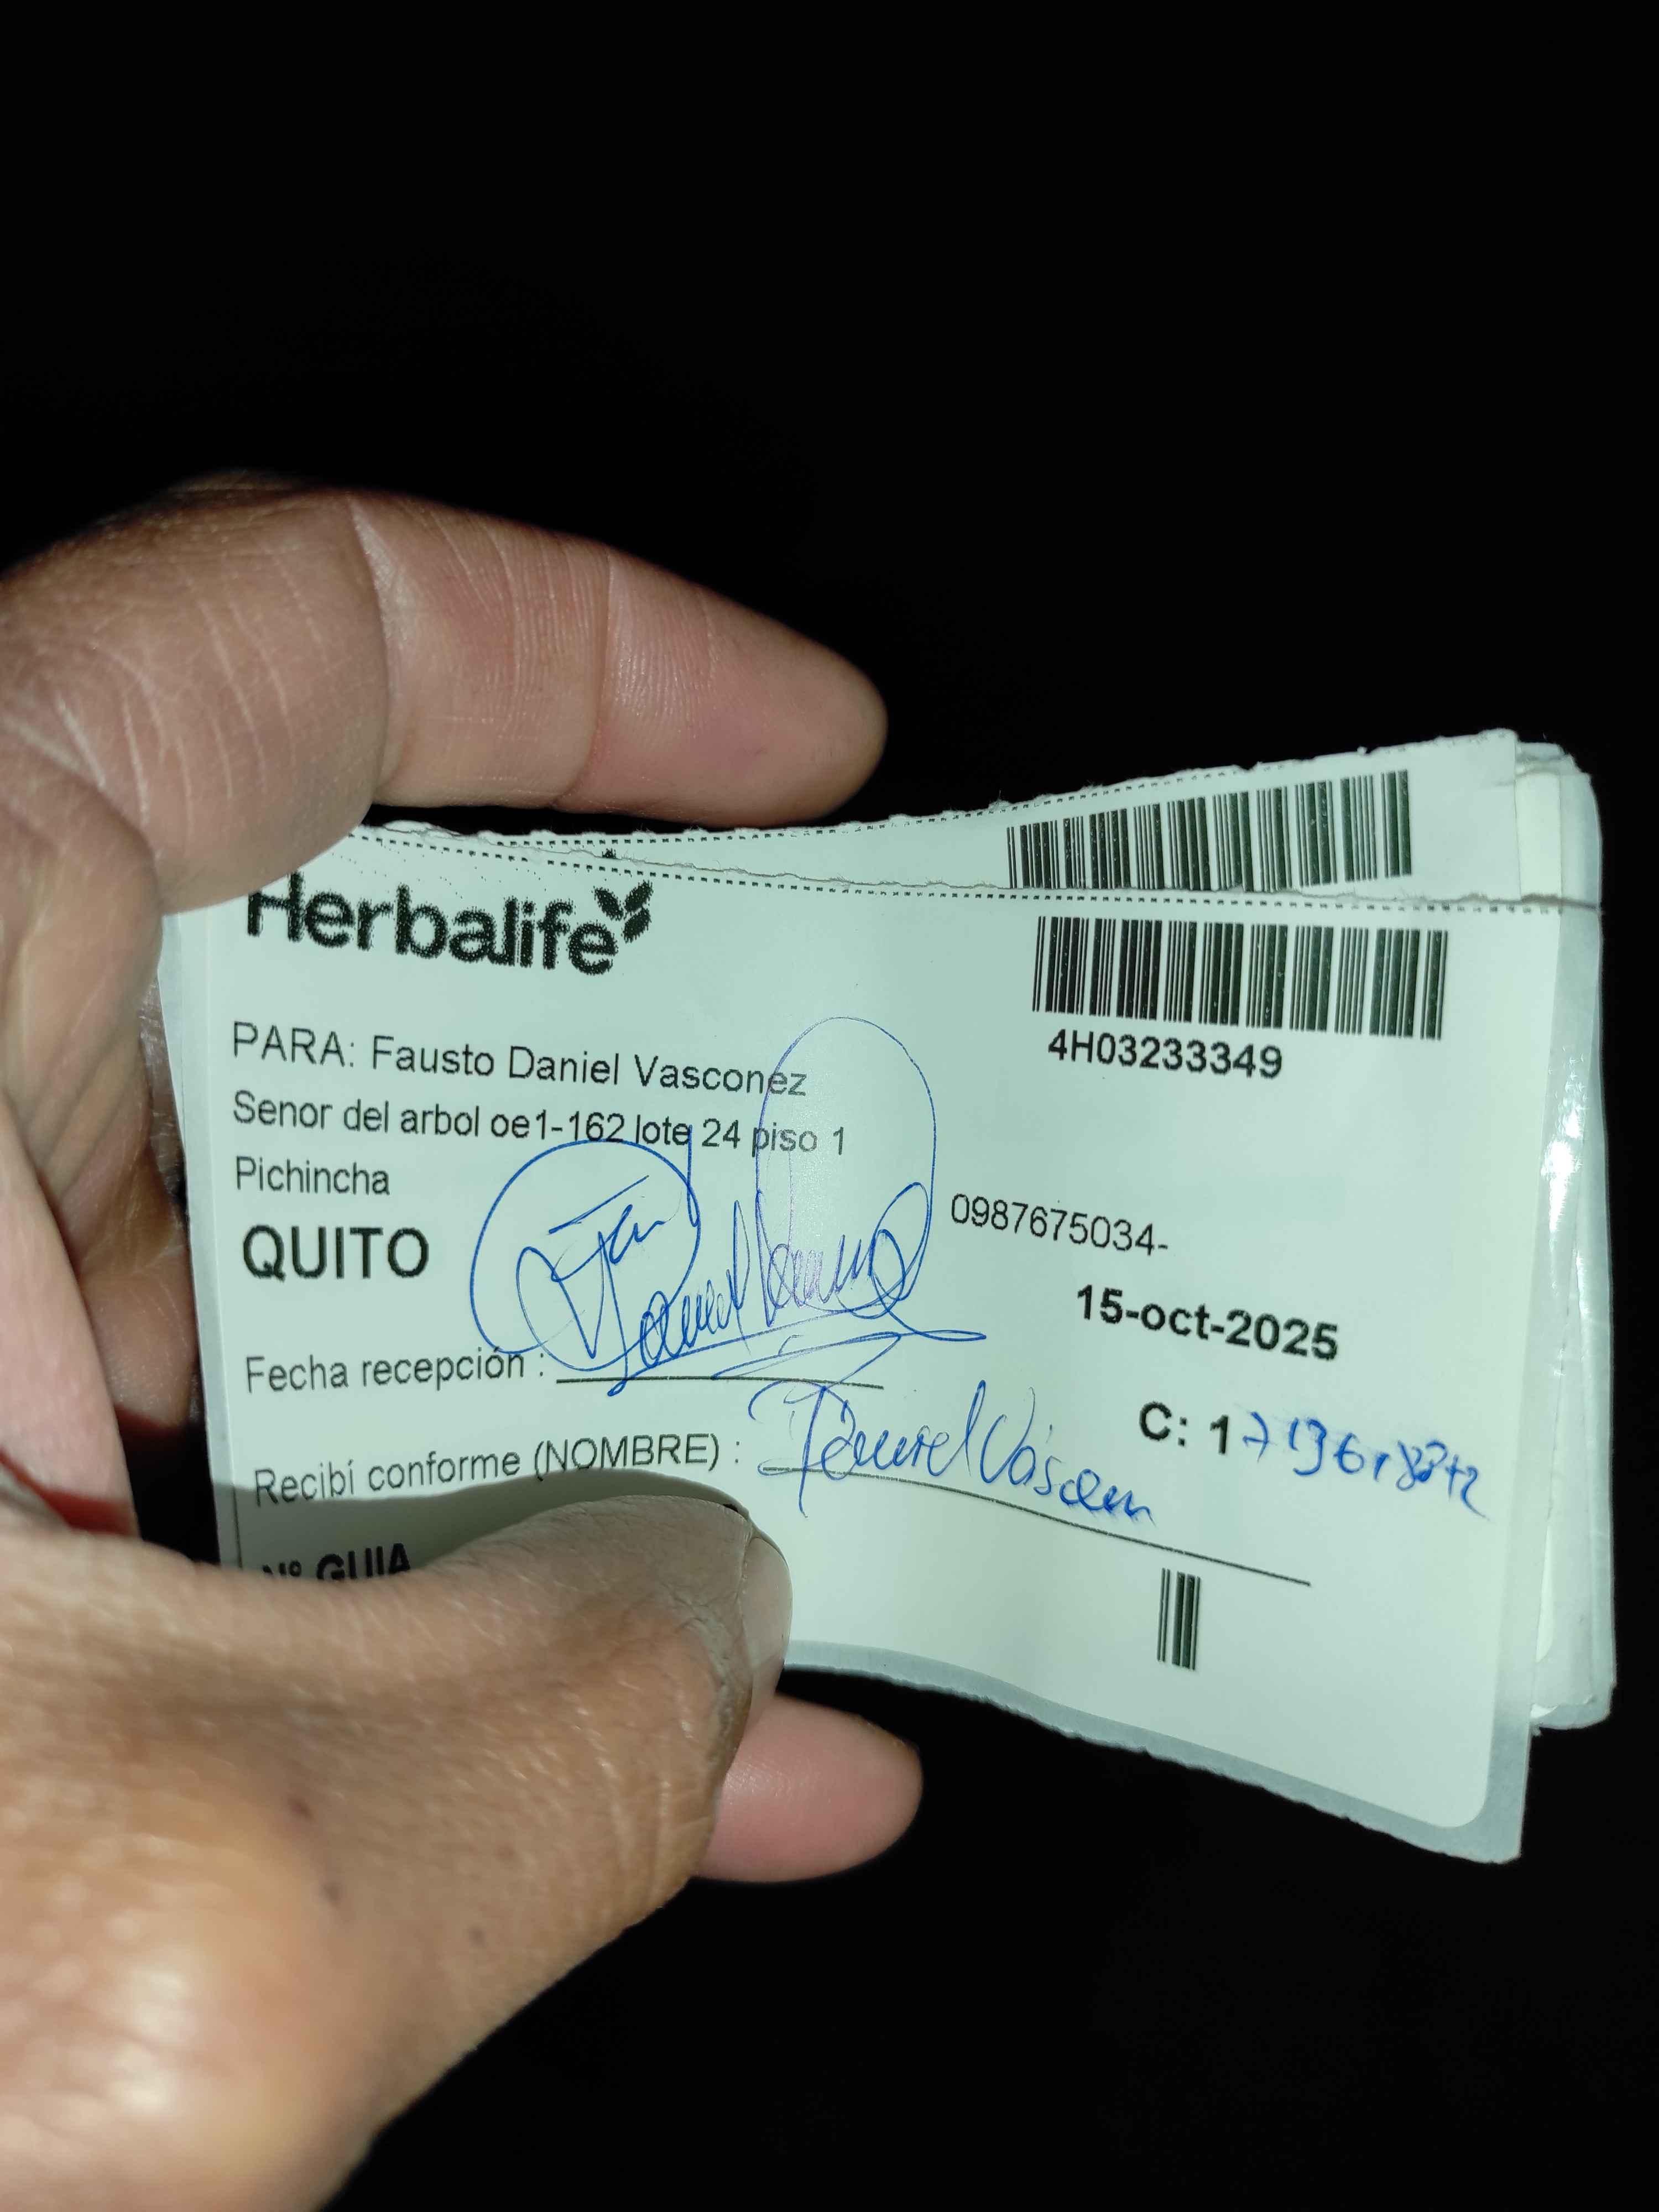 Herbalife
4H03233349
PARA: Fausto Daniel Vasconez
Senor del arbol oe1-162 lote 24 piso 1
Pichincha
0987675034-
QUITO
15-oct-2025
Fecha recepción :
C: 1
Recibí conforme (NOMBRE) : Daniel
Nº GUIA